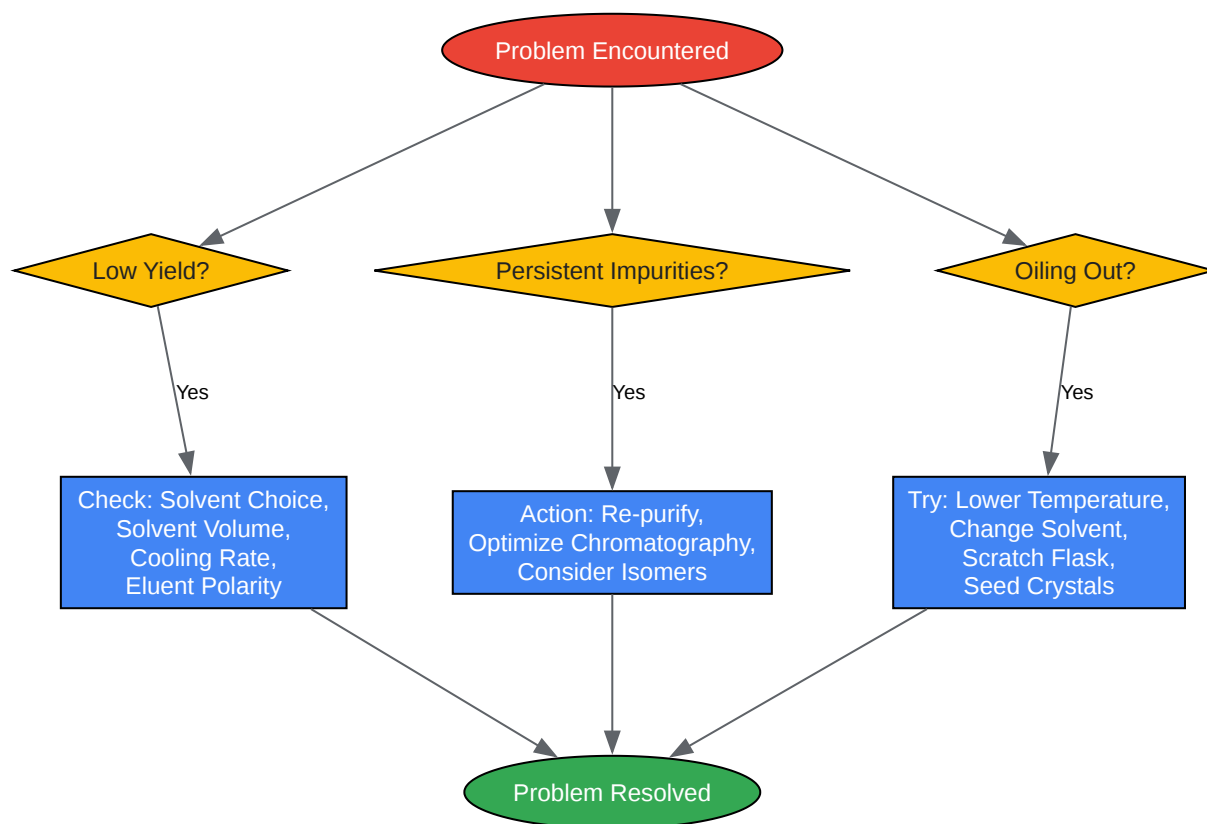 Problem Encountered
Low Yield?
Persistent Impurities?
Oiling Out?
Yes
Yes
Yes
Check: Solvent Choice,
Solvent Volume,
Cooling Rate,
Eluent Polarity
Action: Re-purify,
Optimize Chromatography,
Consider Isomers
Try: Lower Temperature,
Change Solvent,
Scratch Flask,
Seed Crystals
Problem Resolved